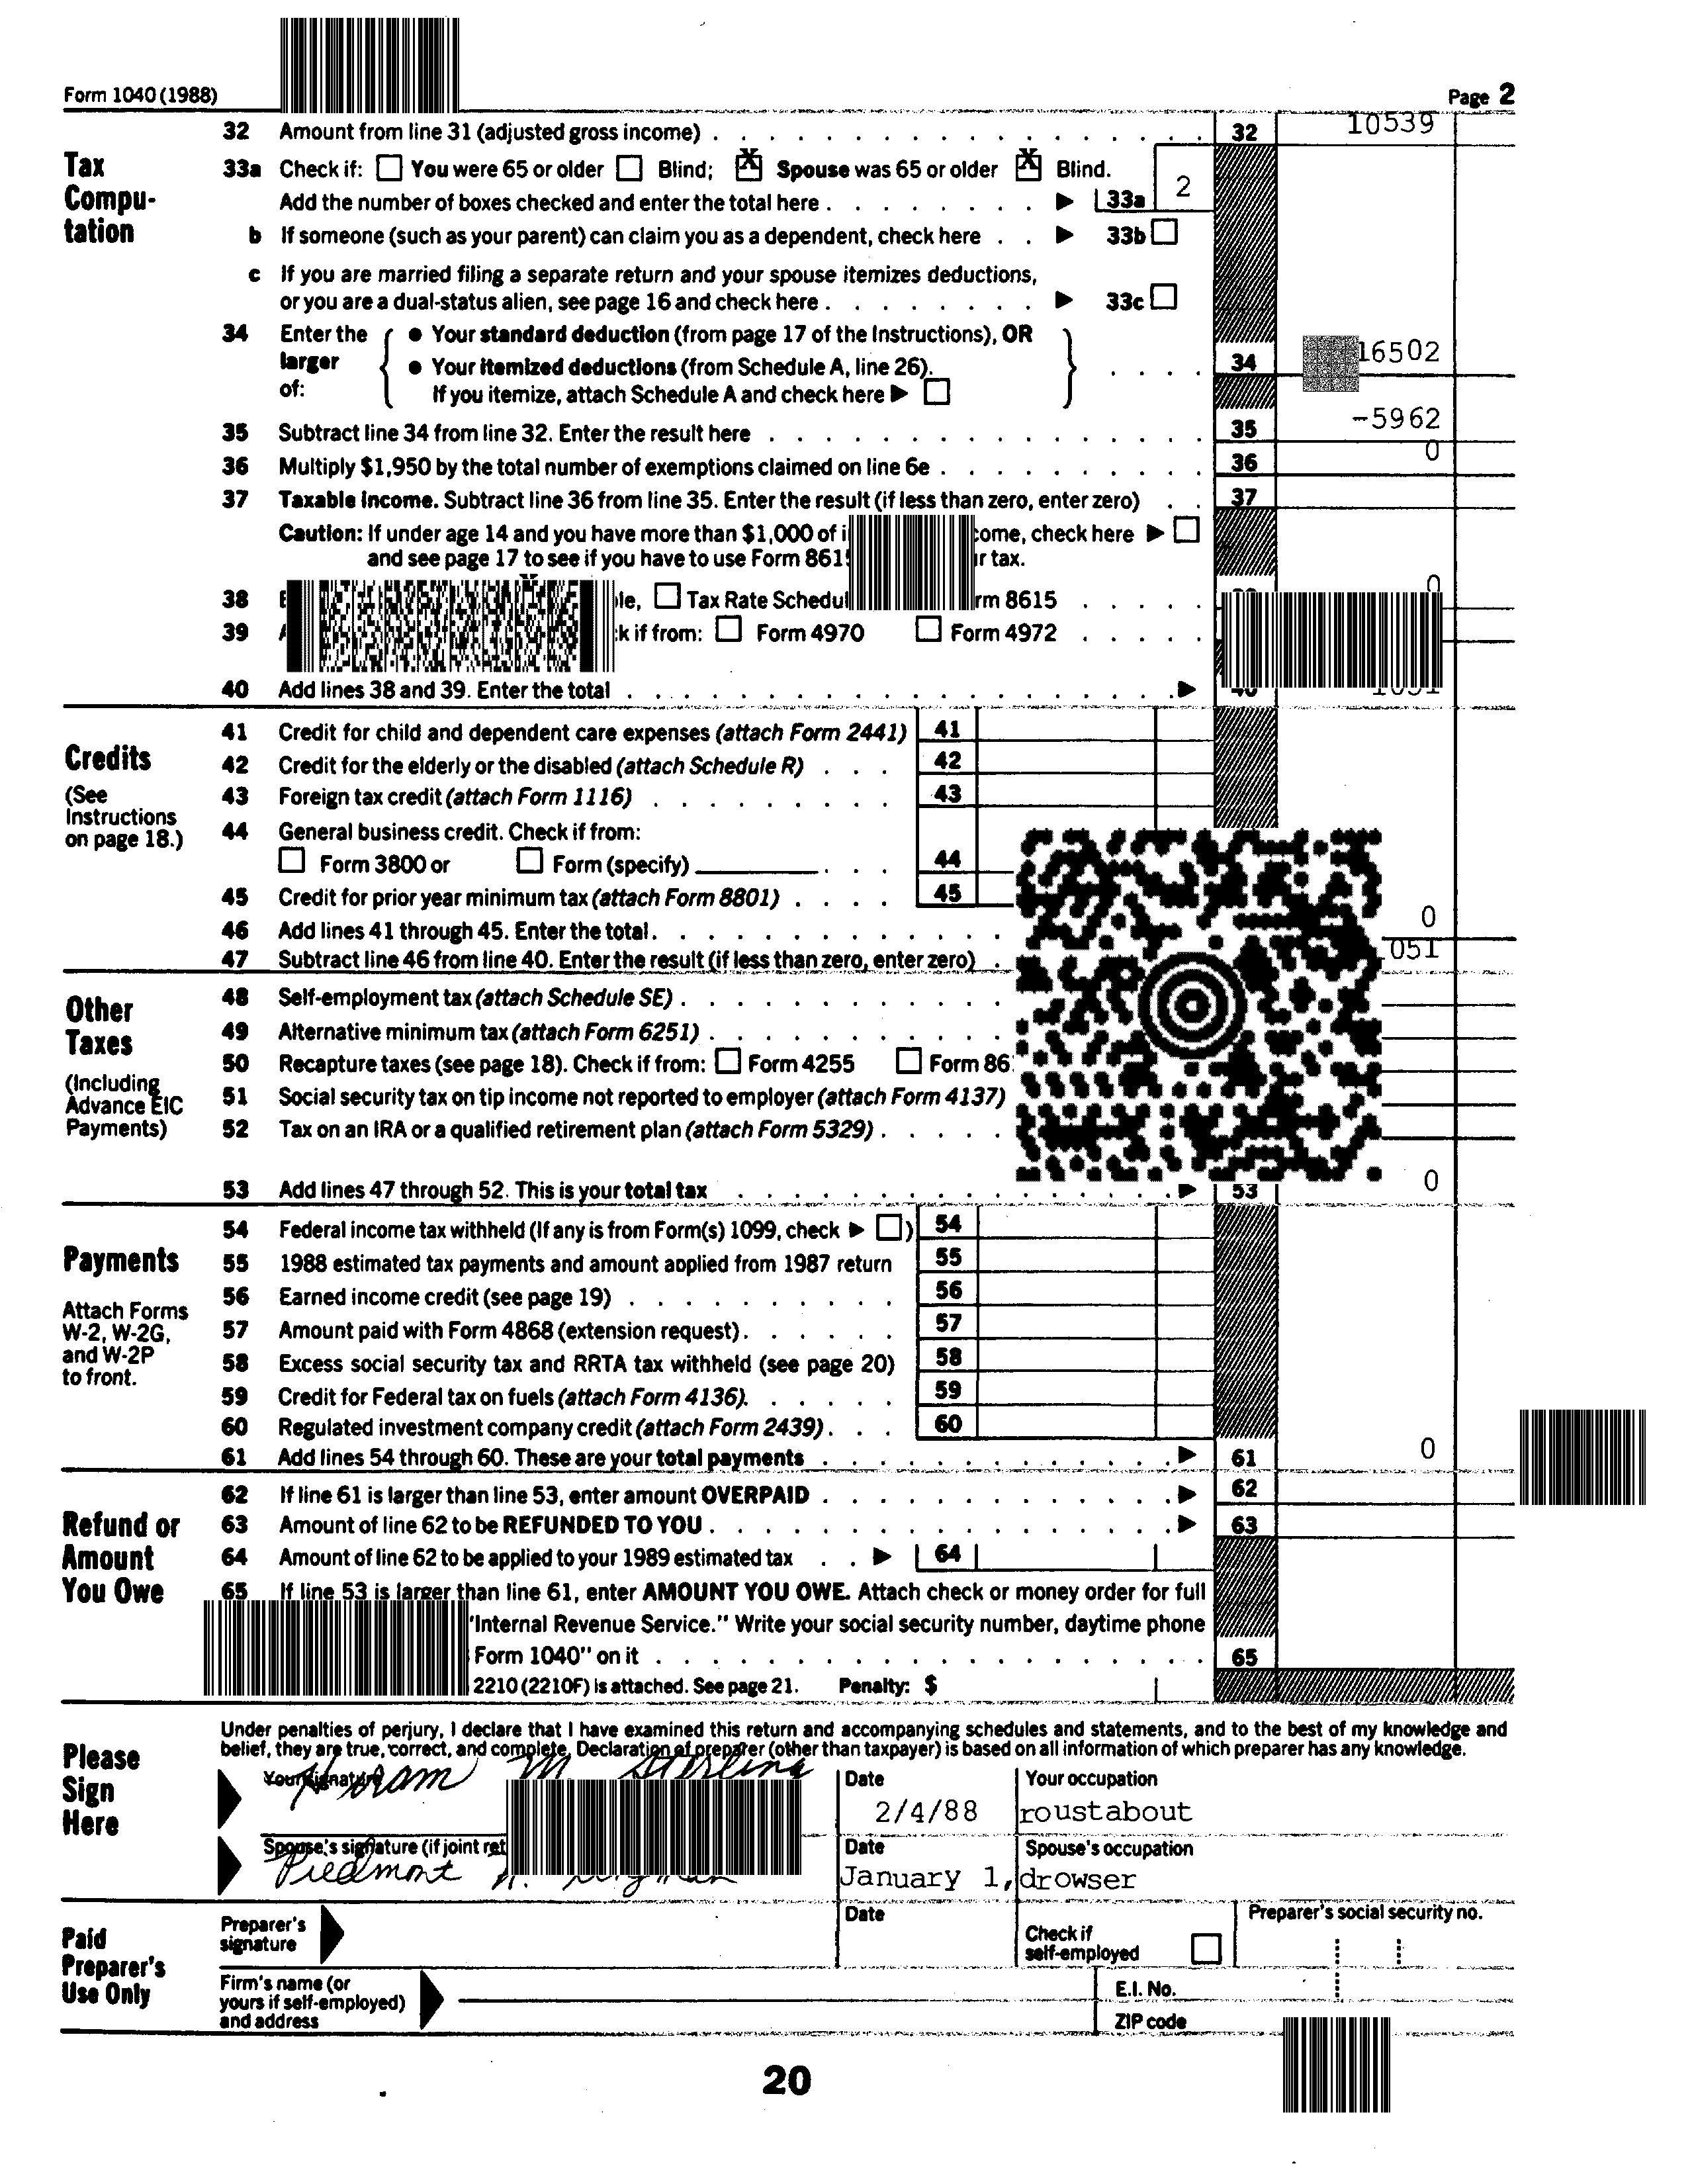 Form 1040 (1988)
Page 2
32 Amount from line 31 (adjusted gross income) . . . . 32 10539
Tax Compu- tation
33a Check if: You were 65 or older Blind; X Spouse was 65 or older X Blind.
Add the number of boxes checked and enter the total here . . . . 33a 2
b If someone (such as your parent) can claim you as a dependent, check here . . 33b
c If you are married filing a separate return and your spouse itemizes deductions,
or you are a dual-status alien, see page 16 and check here . . . . 33c
34 Enter the larger of:
• Your standard deduction (from page 17 of the Instructions), OR
• Your itemized deductions (from Schedule A, line 26).
If you itemize, attach Schedule A and check here
34 16502
35 Subtract line 34 from line 32. Enter the result here . . . . 35 -5962
36 Multiply $1,950 by the total number of exemptions claimed on line 6e . . . . 36 0
37 Taxable income. Subtract line 36 from line 35. Enter the result (if less than zero, enter zero) . . 37
Caution: If under age 14 and you have more than $1,000 of come, check here
and see page 17 to see if you have to use Form 861 r tax.
38 le, Tax Rate Schedul rm 8615 . . . . 0
39 k if from: Form 4970 Form 4972 . . . .
40 Add lines 38 and 39. Enter the total . . . . 40 1051
Credits
(See Instructions on page 18.)
41 Credit for child and dependent care expenses (attach Form 2441) 41
42 Credit for the elderly or the disabled (attach Schedule R) . . . 42
43 Foreign tax credit (attach Form 1116) . . . . 43
44 General business credit. Check if from:
Form 3800 or Form (specify) . . . 44
45 Credit for prior year minimum tax (attach Form 8801) . . . . 45
46 Add lines 41 through 45. Enter the total . . . . 0
47 Subtract line 46 from line 40. Enter the result (if less than zero, enter zero) . 051
Other Taxes
(Including Advance EIC Payments)
48 Self-employment tax (attach Schedule SE) . . . .
49 Alternative minimum tax (attach Form 6251) . . . .
50 Recapture taxes (see page 18). Check if from: Form 4255 Form 86
51 Social security tax on tip income not reported to employer (attach Form 4137)
52 Tax on an IRA or a qualified retirement plan (attach Form 5329) . . . .
53 Add lines 47 through 52. This is your total tax . . . . 53 0
Payments
Attach Forms W-2, W-2G, and W-2P to front.
54 Federal income tax withheld (If any is from Form(s) 1099, check ) 54
55 1988 estimated tax payments and amount applied from 1987 return 55
56 Earned income credit (see page 19) . . . . 56
57 Amount paid with Form 4868 (extension request) . . . . 57
58 Excess social security tax and RRTA tax withheld (see page 20) 58
59 Credit for Federal tax on fuels (attach Form 4136). . . . 59
60 Regulated investment company credit (attach Form 2439) . . . 60
61 Add lines 54 through 60. These are your total payments . . . . 61 0
Refund or Amount You Owe
62 If line 61 is larger than line 53, enter amount OVERPAID . . . . 62
63 Amount of line 62 to be REFUNDED TO YOU . . . . 63
64 Amount of line 62 to be applied to your 1989 estimated tax . . 64
65 If line 53 is larger than line 61, enter AMOUNT YOU OWE. Attach check or money order for full
"Internal Revenue Service." Write your social security number, daytime phone
Form 1040" on it . . . . 65
2210 (2210F) is attached. See page 21. Penalty: $
Please Sign Here
Under penalties of perjury, I declare that I have examined this return and accompanying schedules and statements, and to the best of my knowledge and
belief, they are true, correct, and complete. Declaration of preparer (other than taxpayer) is based on all information of which preparer has any knowledge.
Your signature M Sterling
Date 2/4/88
Your occupation roustabout
Spouse's signature (if joint ret
Piedmont
Date January 1,
Spouse's occupation drowser
Paid Preparer's Use Only
Preparer's signature
Date
Check if self-employed
Preparer's social security no.
Firm's name (or yours if self-employed) and address
E.I. No.
ZIP code
20